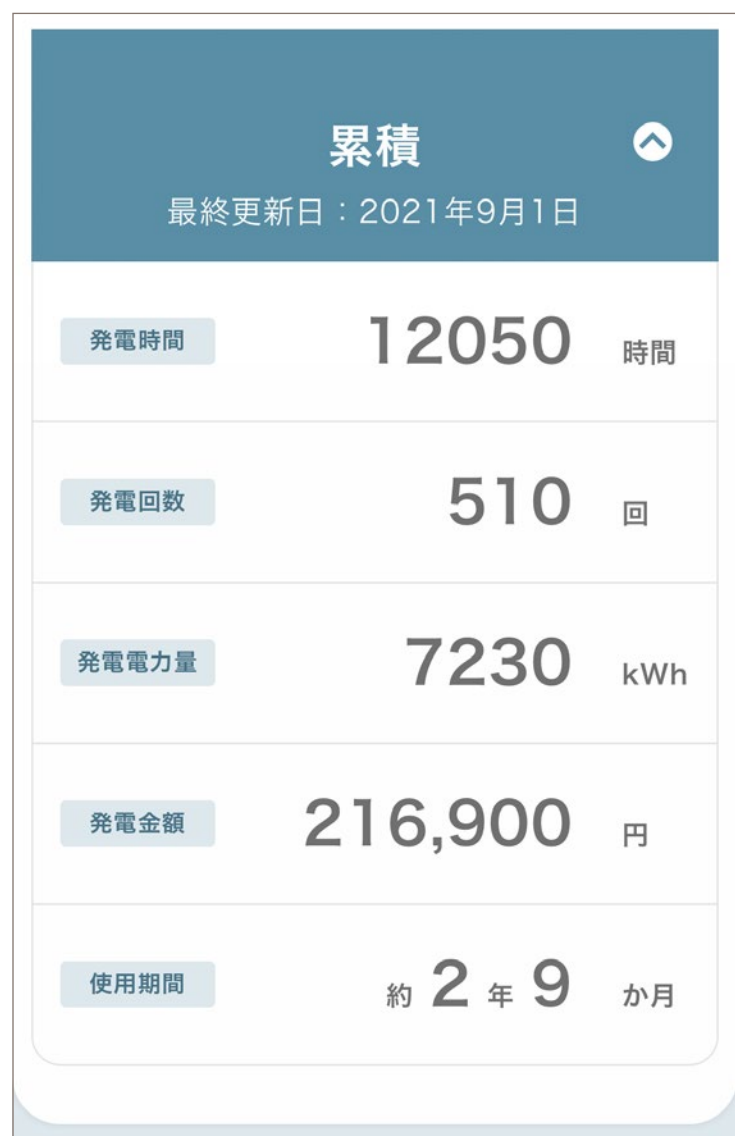 累積
最終更新日：2021年9月1日
発電時間 12050 時間
発電回数 510 回
発電電力量 7230 kWh
発電金額 216,900 円
使用期間 約 2 年 9 か月